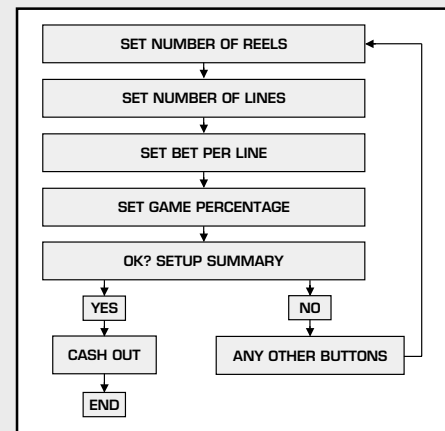 SET NUMBER OF REELS
SET NUMBER OF LINES
SET BET PER LINE
SET GAME PERCENTAGE
OK? SETUP SUMMARY
YES
NO
CASH OUT
ANY OTHER BUTTONS
END